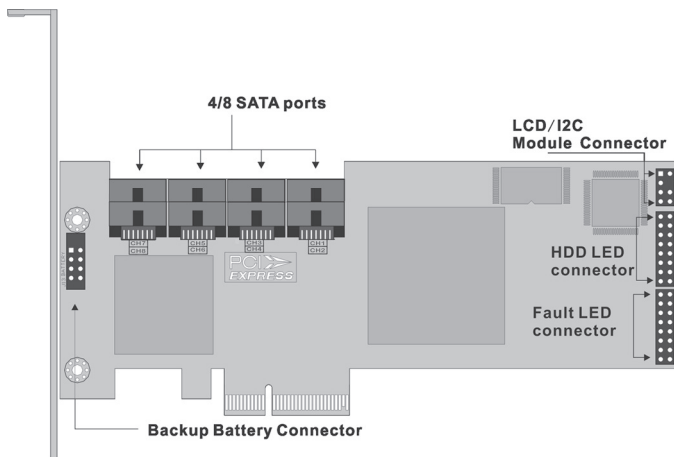 4/8 SATA ports
LCD/I2C
Module Connector
CH7
CH8
CH5
CH6
CH3
CH4
CH1
CH2
PCI
EXPRESS
HDD LED
connector
Fault LED
connector
Backup Battery Connector